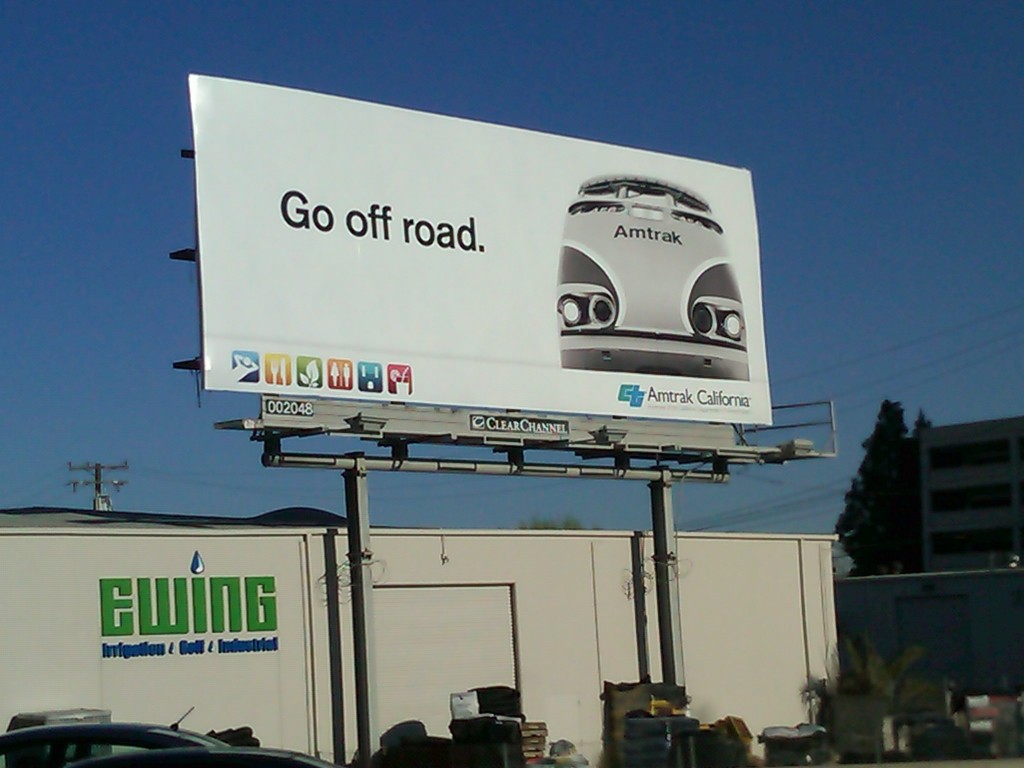 Go off road.
Amtrak
Amtrak California
002048
CLEARCHANNEL
EWING
Irrigation / Golf / Industrial